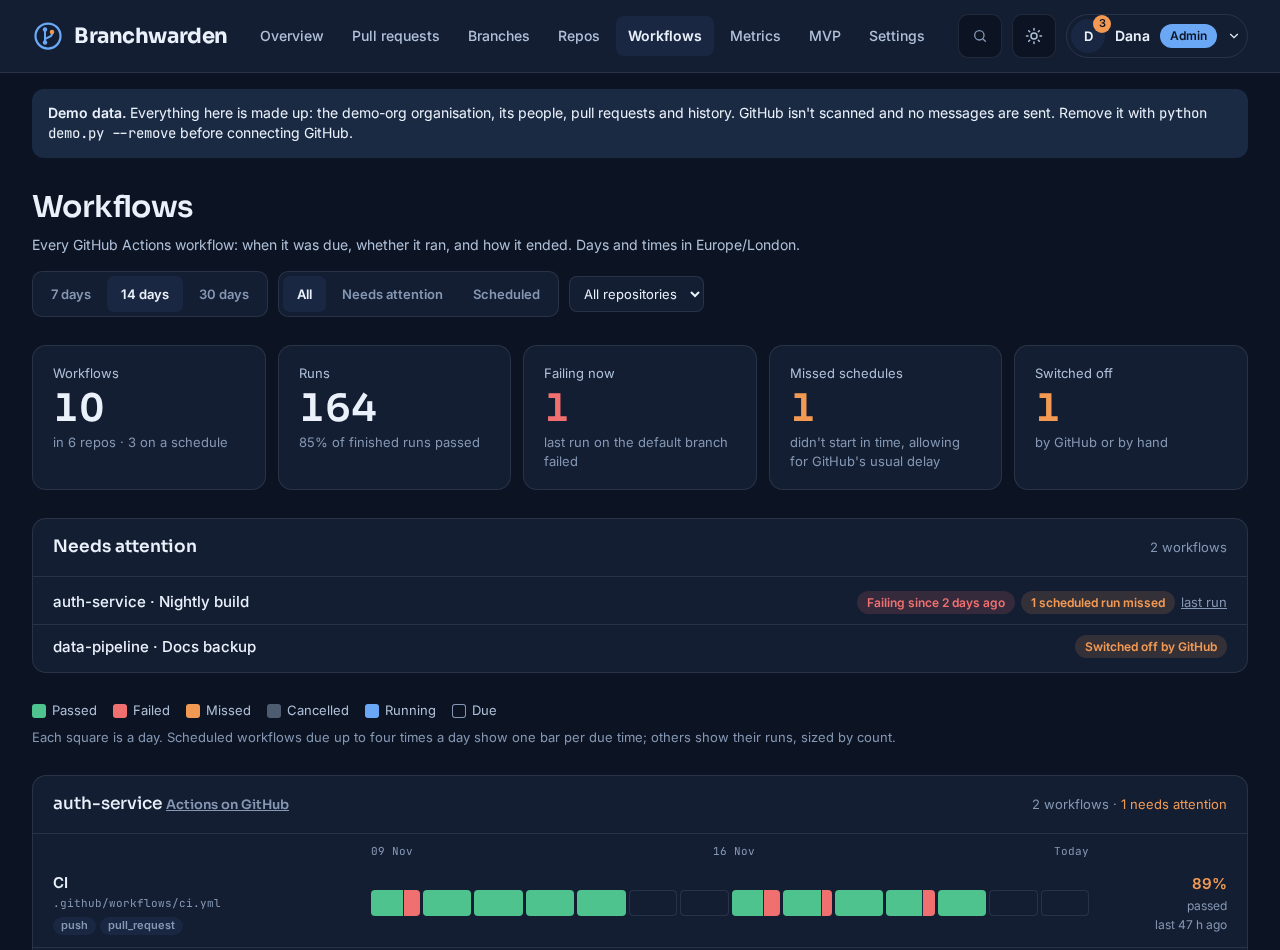 Branchwarden
Overview
Pull requests
Branches
Repos
Workflows
Metrics
MVP
Settings
D
3
Dana
Admin
Demo data. Everything here is made up: the demo-org organisation, its people, pull requests and history. GitHub isn't scanned and no messages are sent. Remove it with python
demo.py --remove before connecting GitHub.
Workflows
Every GitHub Actions workflow: when it was due, whether it ran, and how it ended. Days and times in Europe/London.
7 days
14 days
30 days
All
Needs attention
Scheduled
All repositories
Workflows
10
in 6 repos · 3 on a schedule
Runs
164
85% of finished runs passed
Failing now
1
last run on the default branch
failed
Missed schedules
1
didn't start in time, allowing
for GitHub's usual delay
Switched off
1
by GitHub or by hand
Needs attention
2 workflows
auth-service · Nightly build
Failing since 2 days ago
1 scheduled run missed
last run
data-pipeline · Docs backup
Switched off by GitHub
Passed
Failed
Missed
Cancelled
Running
Due
Each square is a day. Scheduled workflows due up to four times a day show one bar per due time; others show their runs, sized by count.
auth-service Actions on GitHub
2 workflows · 1 needs attention
09 Nov
16 Nov
Today
CI
.github/workflows/ci.yml
push
pull_request
89%
passed
last 47 h ago